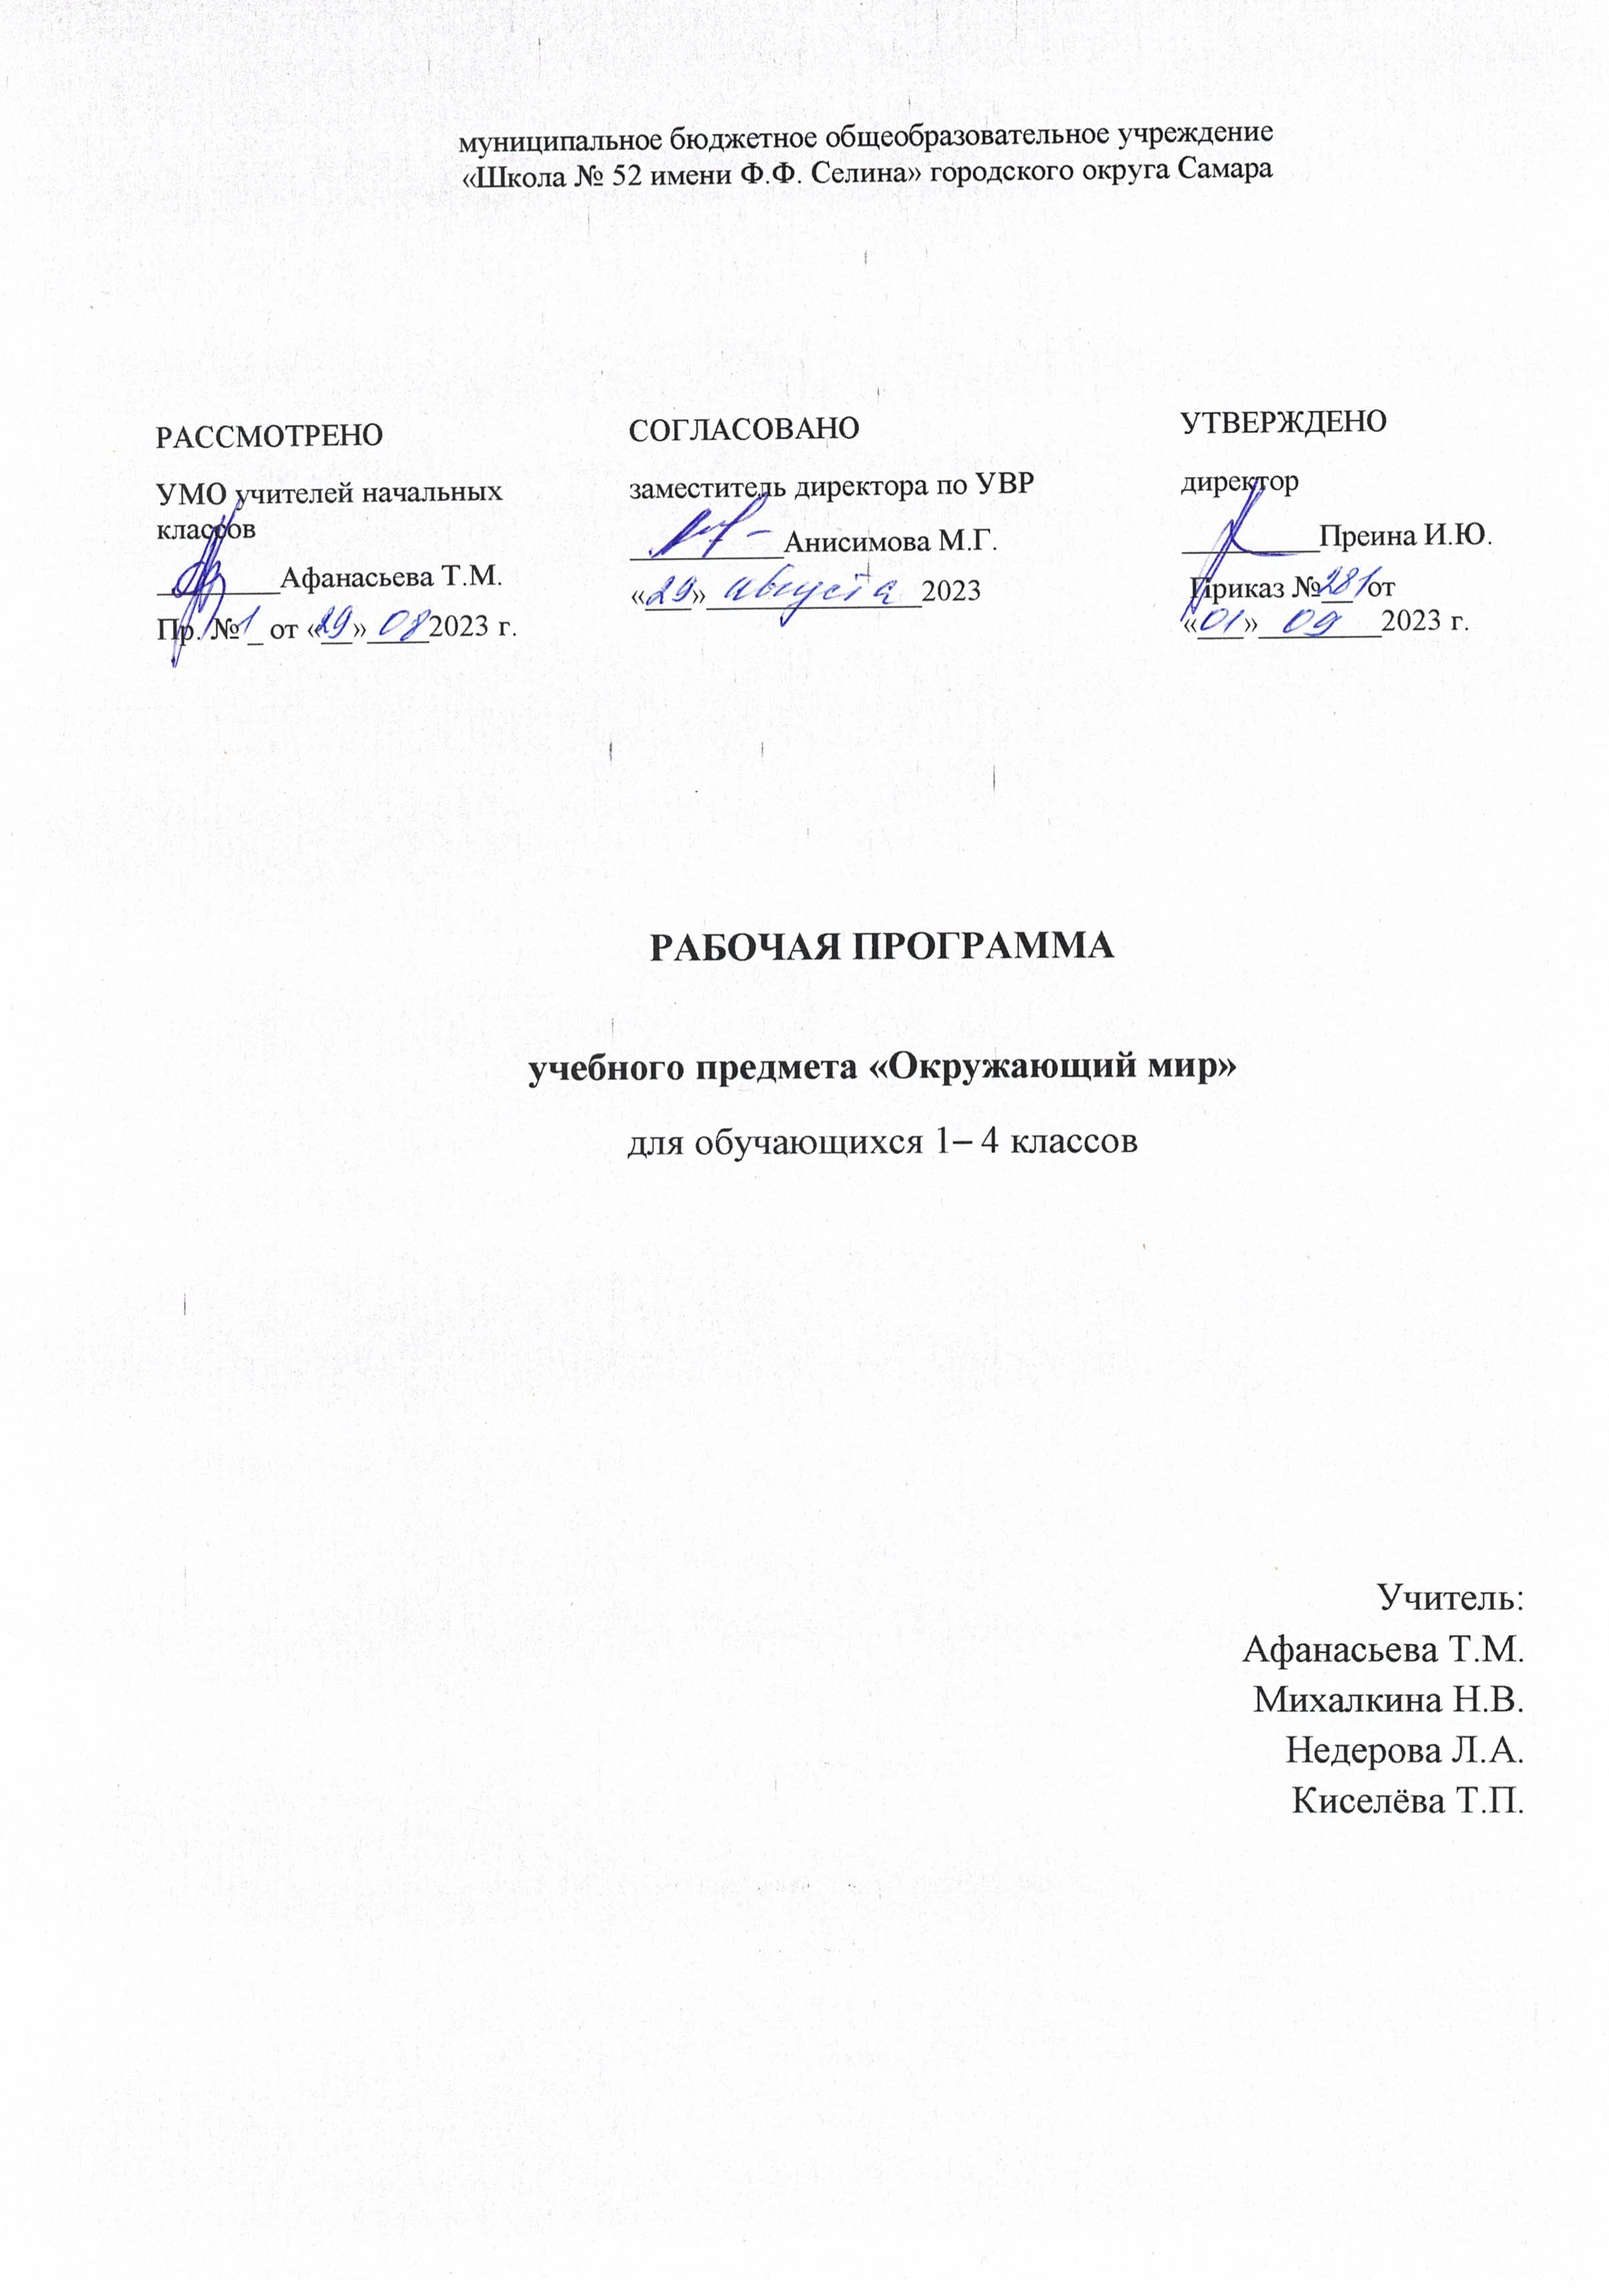 муниципальное бюджетное общеобразовательное учреждение
«Школа № 52 имени Ф.Ф. Селина» городского округа Самара
РАССМОТРЕНО
УМО учителей начальных
классов
Афанасьева Т.М.
Пр. № 1 от «29» 08 2023 г.
СОГЛАСОВАНО
заместитель директора по УВР
Анисимова М.Г.
«29» августа 2023
УТВЕРЖДЕНО
директор
Преина И.Ю.
Приказ № 281 от
«01» 09 2023 г.
РАБОЧАЯ ПРОГРАММА
учебного предмета «Окружающий мир»
для обучающихся 1– 4 классов
Учитель:
Афанасьева Т.М.
Михалкина Н.В.
Недерова Л.А.
Киселёва Т.П.